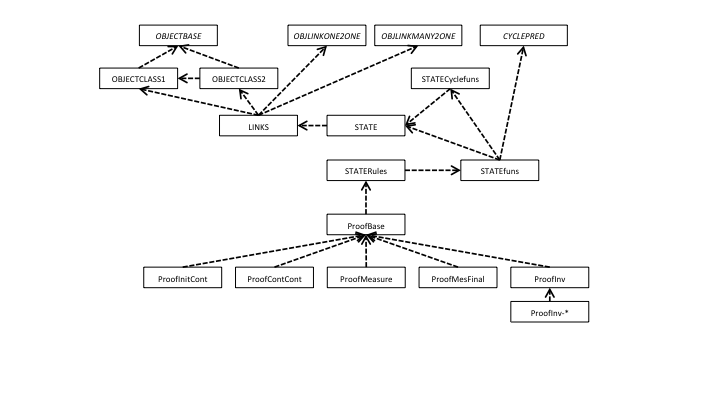 OBJECTBASE
OBJLINKONE2ONE
OBJLINKMANY2ONE
CYCLEPRED
OBJECTCLASS1
OBJECTCLASS2
STATECyclefuns
LINKS
STATE
STATERules
STATEfuns
ProofBase
ProofInitCont
ProofContCont
ProofMeasure
ProofMesFinal
ProofInv
ProofInv-*